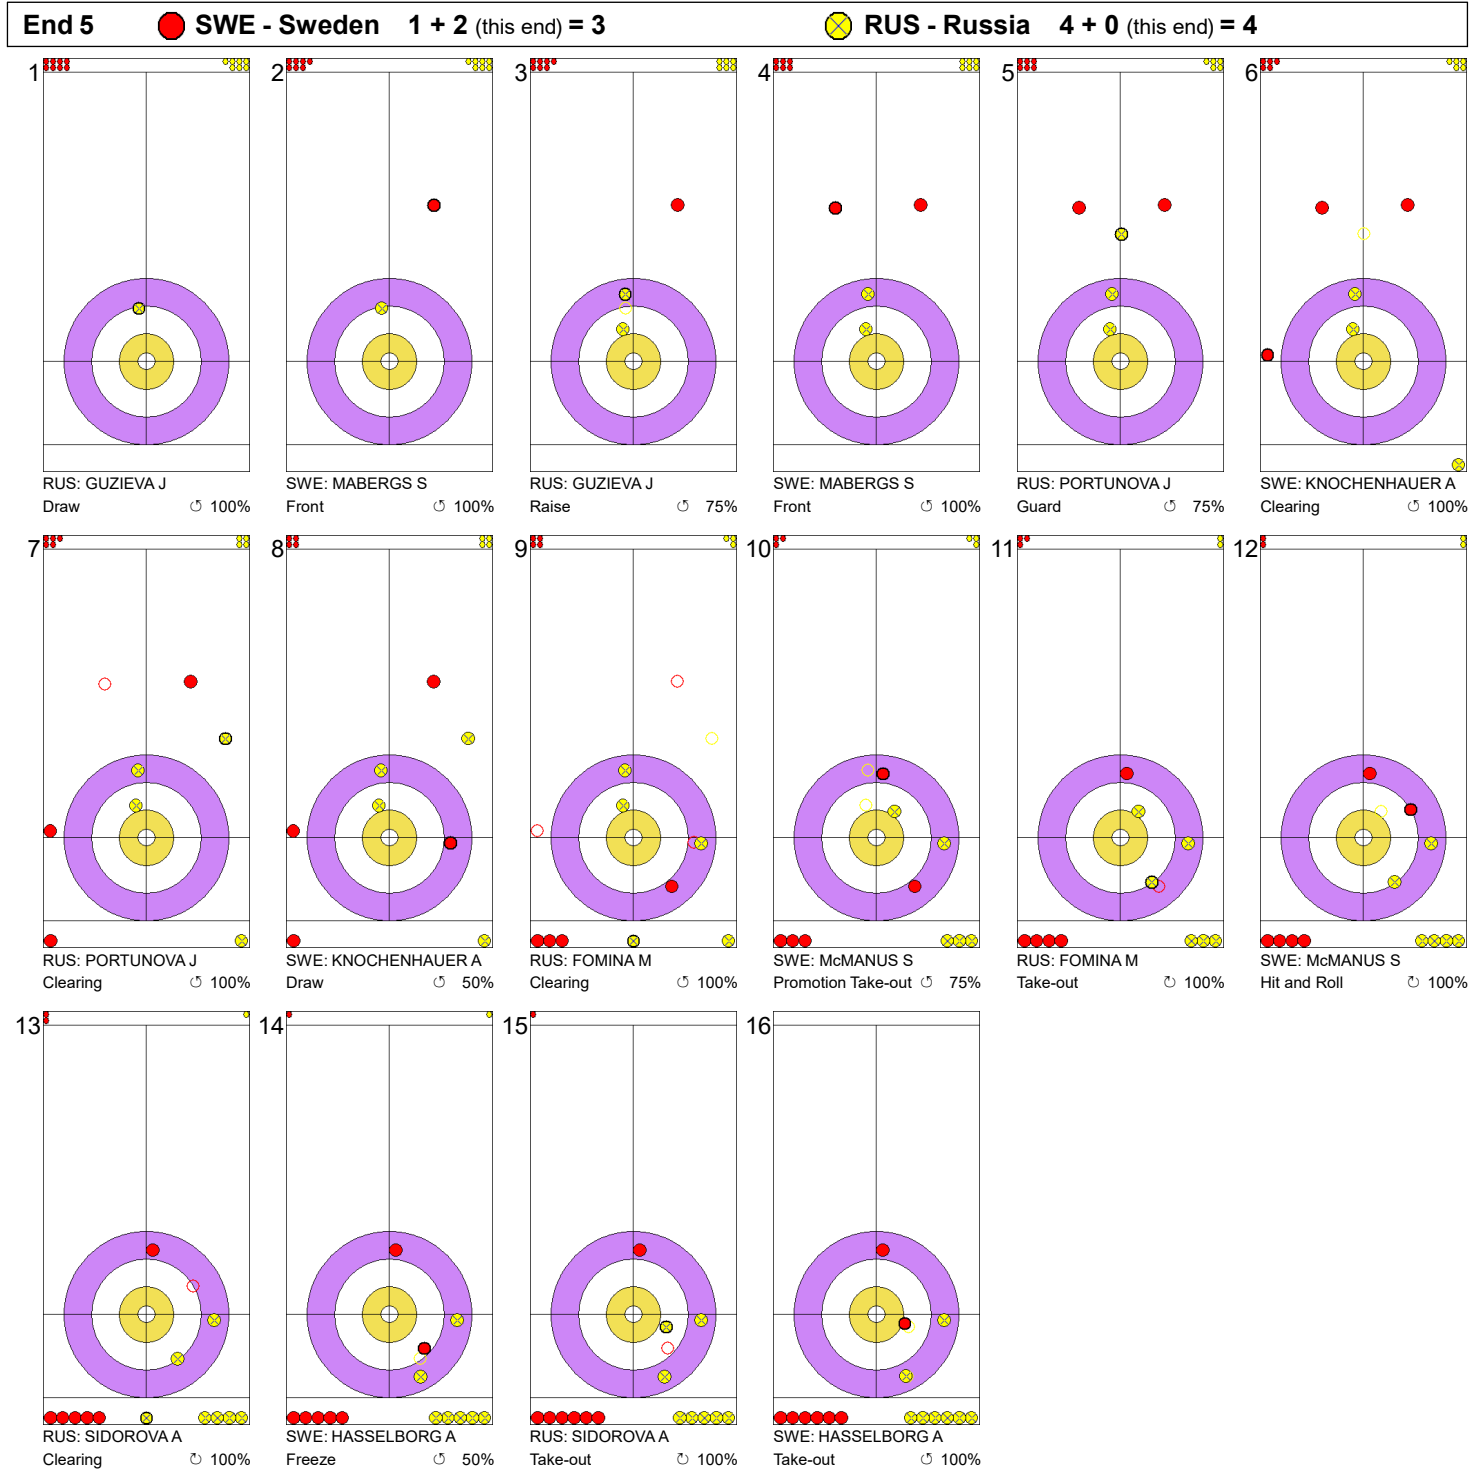 End 5 SWE - Sweden 1 + 2 (this end) = 3 RUS - Russia 4 + 0 (this end) = 4
1 2 3 4 5 6
RUS: GUZIEVA J SWE: MABERGS S RUS: GUZIEVA J SWE: MABERGS S RUS: PORTUNOVA J SWE: KNOCHENHAUER A
Draw ↺ 100% Front ↺ 100% Raise ↺ 75% Front ↺ 100% Guard ↺ 75% Clearing ↺ 100%
7 8 9 10 11 12
RUS: PORTUNOVA J SWE: KNOCHENHAUER A RUS: FOMINA M SWE: McMANUS S RUS: FOMINA M SWE: McMANUS S
Clearing ↺ 100% Draw ↺ 50% Clearing ↺ 100% Promotion Take-out ↺ 75% Take-out ↻ 100% Hit and Roll ↻ 100%
13 14 15 16
RUS: SIDOROVA A SWE: HASSELBORG A RUS: SIDOROVA A SWE: HASSELBORG A
Clearing ↻ 100% Freeze ↺ 50% Take-out ↻ 100% Take-out ↻ 100%